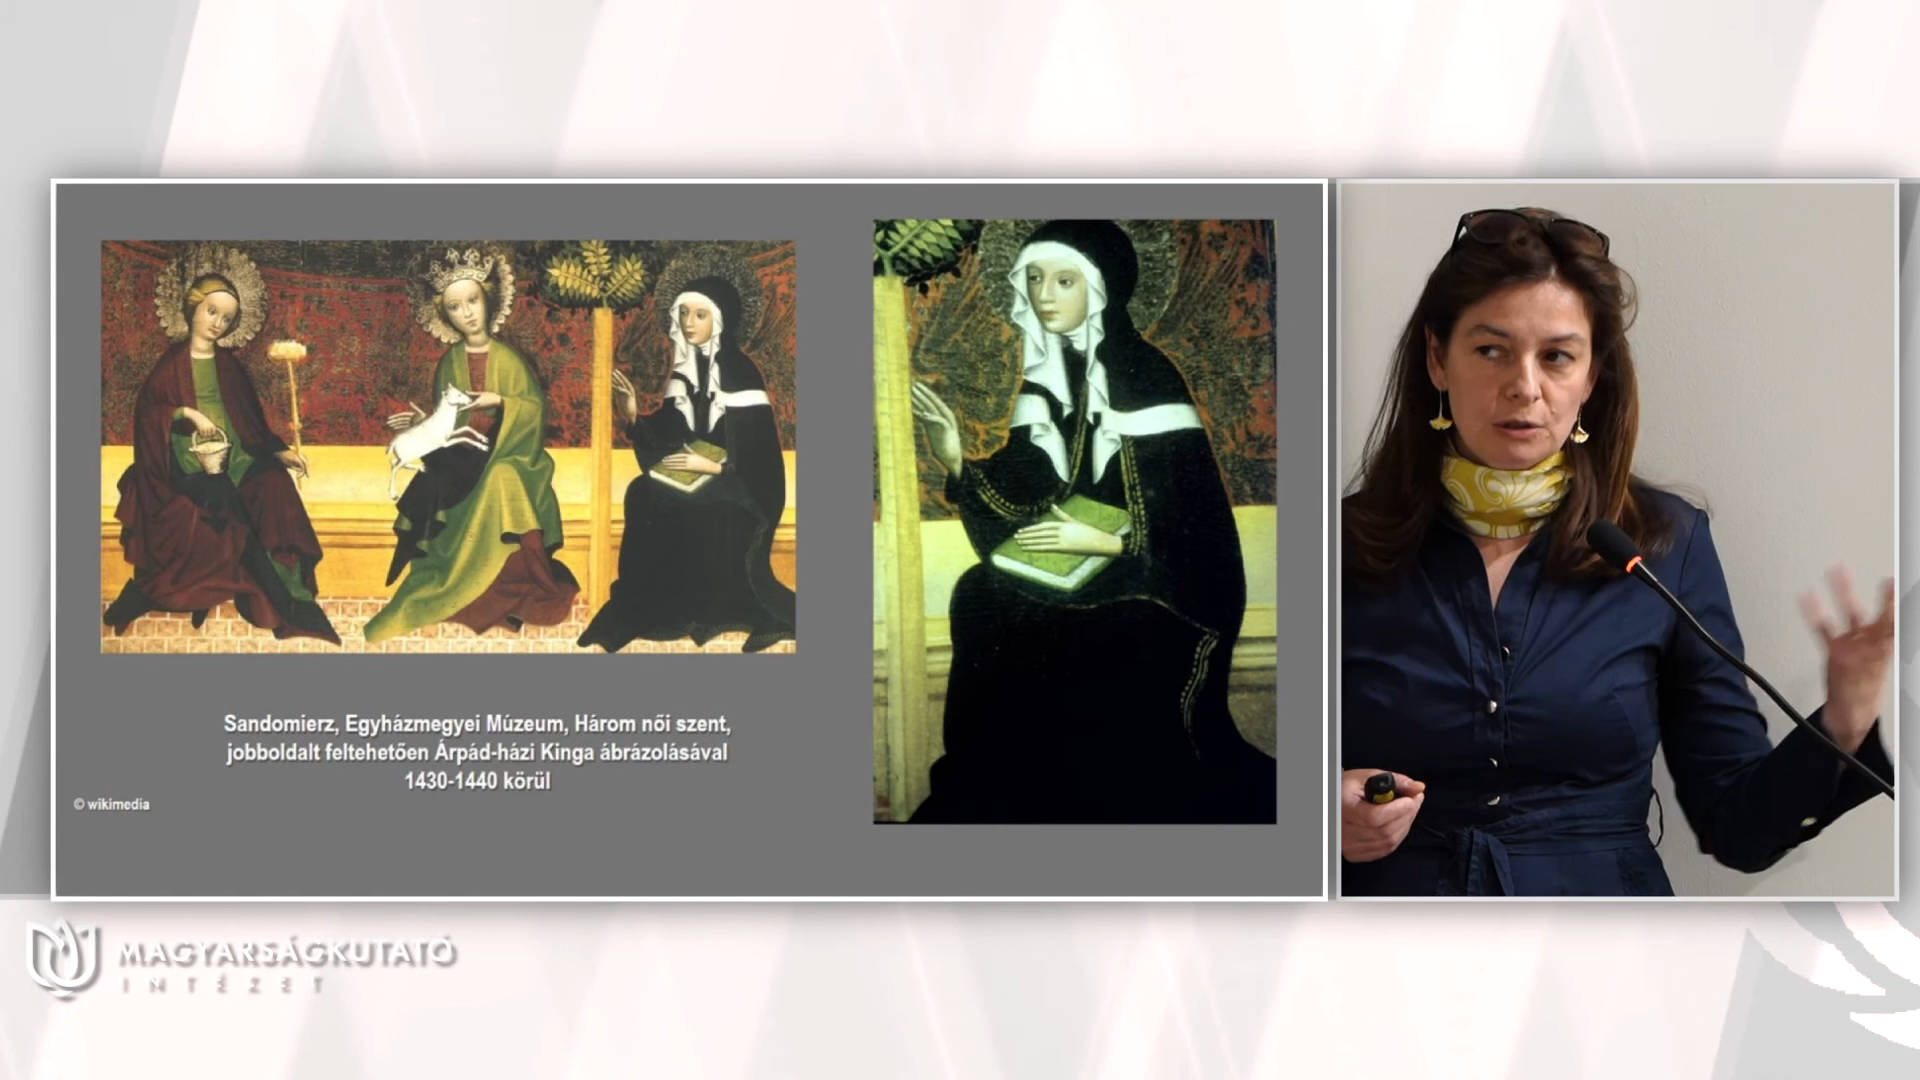 Sandomierz, Egyházmegyei Múzeum, Három női szent,
jobboldalt feltehetően Árpád-házi Kinga ábrázolásával
1430-1440 körül
© wikimedia
MAGYARSÁGKUTATÓ
INTÉZET